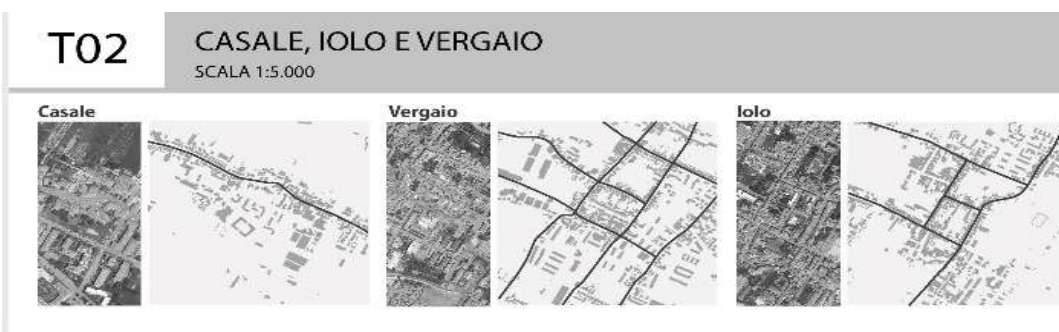 T02
CASALE, IOLO E VERGAIO
SCALA 1:5.000
Casale
Vergaio
Iolo